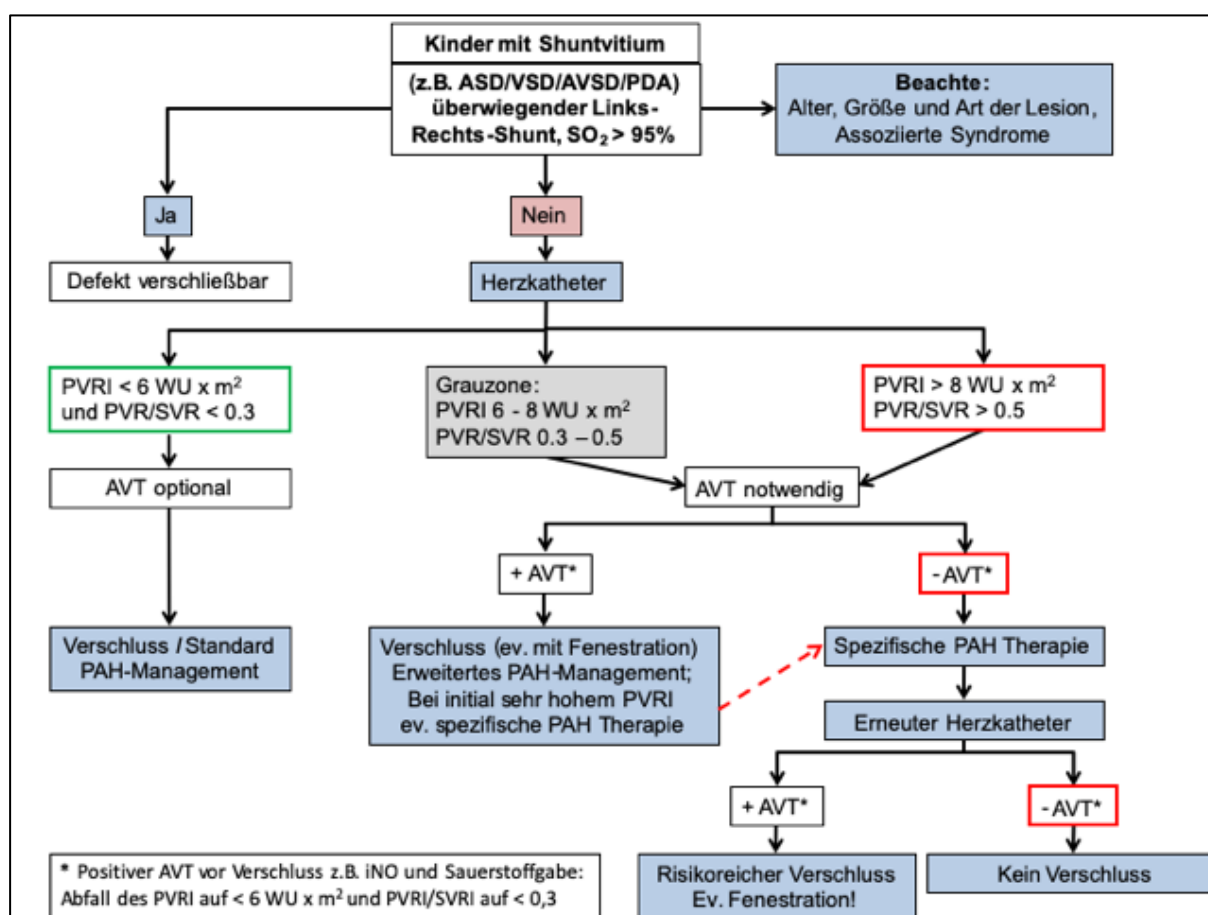 Kinder mit Shuntvitium
(z.B. ASD/VSD/AVSD/PDA)
überwiegender Links-
Rechts-Shunt, SO₂ > 95%
Beachte:
Alter, Größe und Art der Lesion,
Assoziierte Syndrome
Ja
Nein
Defekt verschließbar
Herzkatheter
PVRI < 6 WU x m²
und PVR/SVR < 0.3
Grauzone:
PVRI 6 - 8 WU x m²
PVR/SVR 0.3 – 0.5
PVRI > 8 WU x m²
PVR/SVR > 0.5
AVT optional
AVT notwendig
+ AVT*
- AVT*
Verschluss / Standard
PAH-Management
Verschluss (ev. mit Fenestration)
Erweitertes PAH-Management;
Bei initial sehr hohem PVRI
ev. spezifische PAH Therapie
Spezifische PAH Therapie
Erneuter Herzkatheter
+ AVT*
- AVT*
Risikoreicher Verschluss
Ev. Fenestration!
Kein Verschluss
* Positiver AVT vor Verschluss z.B. iNO und Sauerstoffgabe:
Abfall des PVRI auf < 6 WU x m² und PVRI/SVRI auf < 0,3